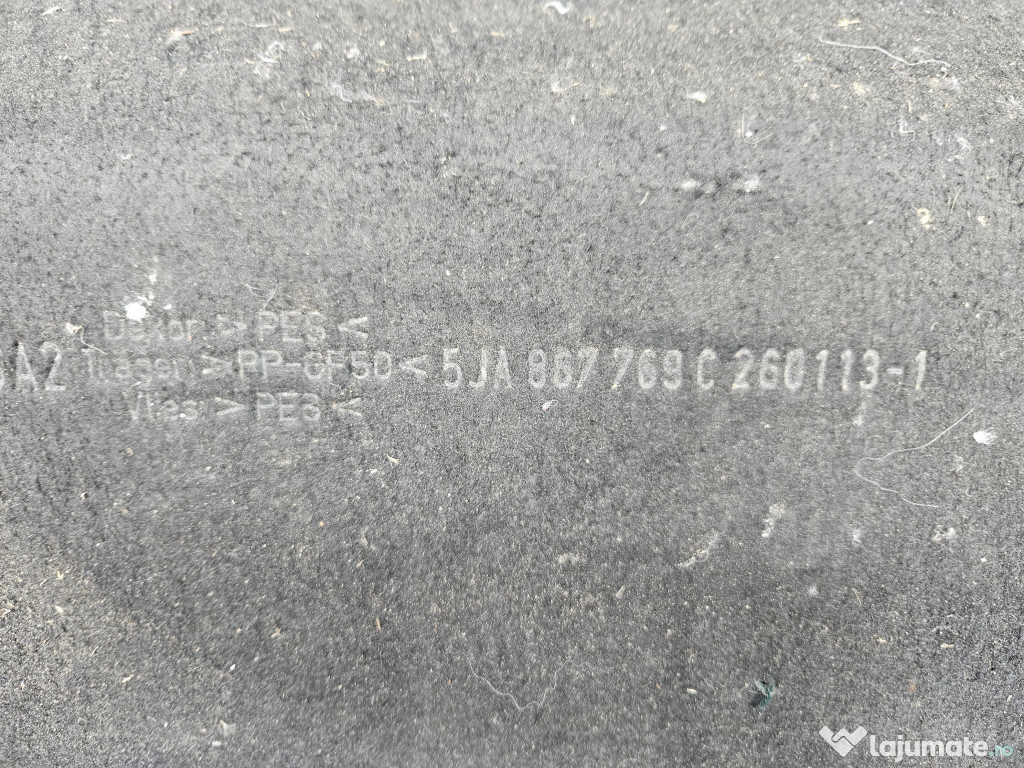 Dekor >PES<
A2 Träger >PP-GF50< 5JA 867 769 C 260113-1
Vlies >PES<
lajumate.ro